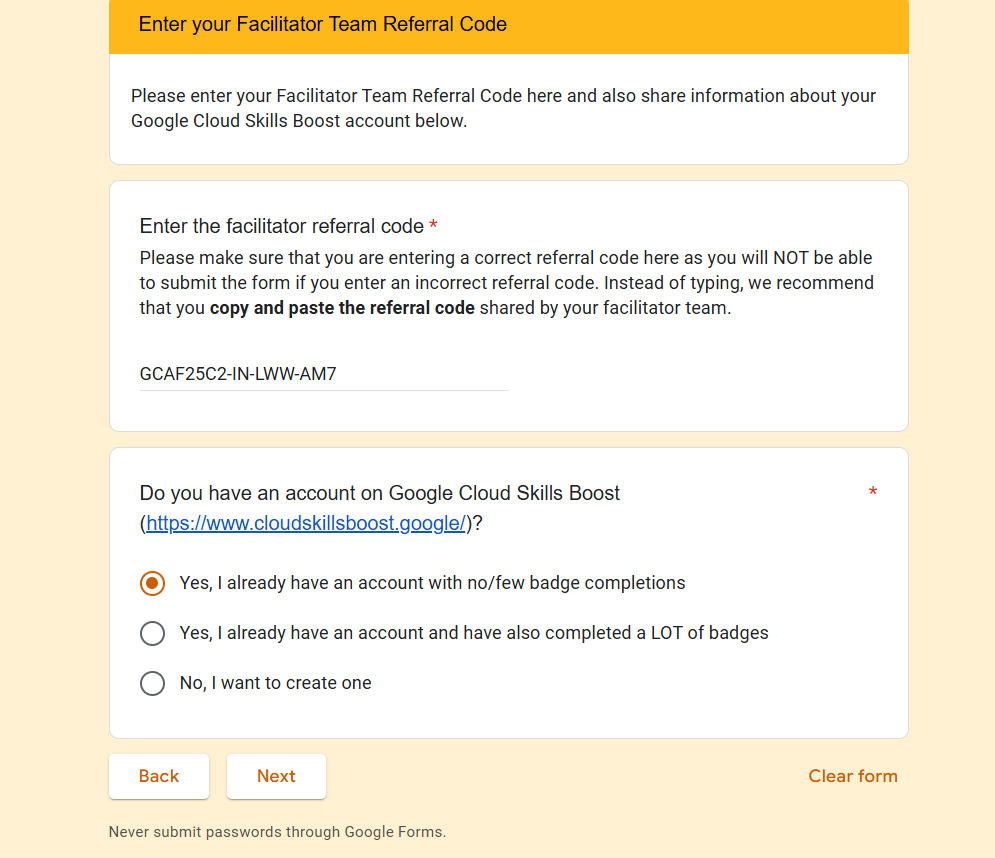 Enter your Facilitator Team Referral Code
Please enter your Facilitator Team Referral Code here and also share information about your
Google Cloud Skills Boost account below.
Enter the facilitator referral code *
Please make sure that you are entering a correct referral code here as you will NOT be able
to submit the form if you enter an incorrect referral code. Instead of typing, we recommend
that you copy and paste the referral code shared by your facilitator team.
GCAF25C2-IN-LWW-AM7
Do you have an account on Google Cloud Skills Boost *
(https://www.cloudskillsboost.google/)?
Yes, I already have an account with no/few badge completions
Yes, I already have an account and have also completed a LOT of badges
No, I want to create one
Back Next Clear form
Never submit passwords through Google Forms.